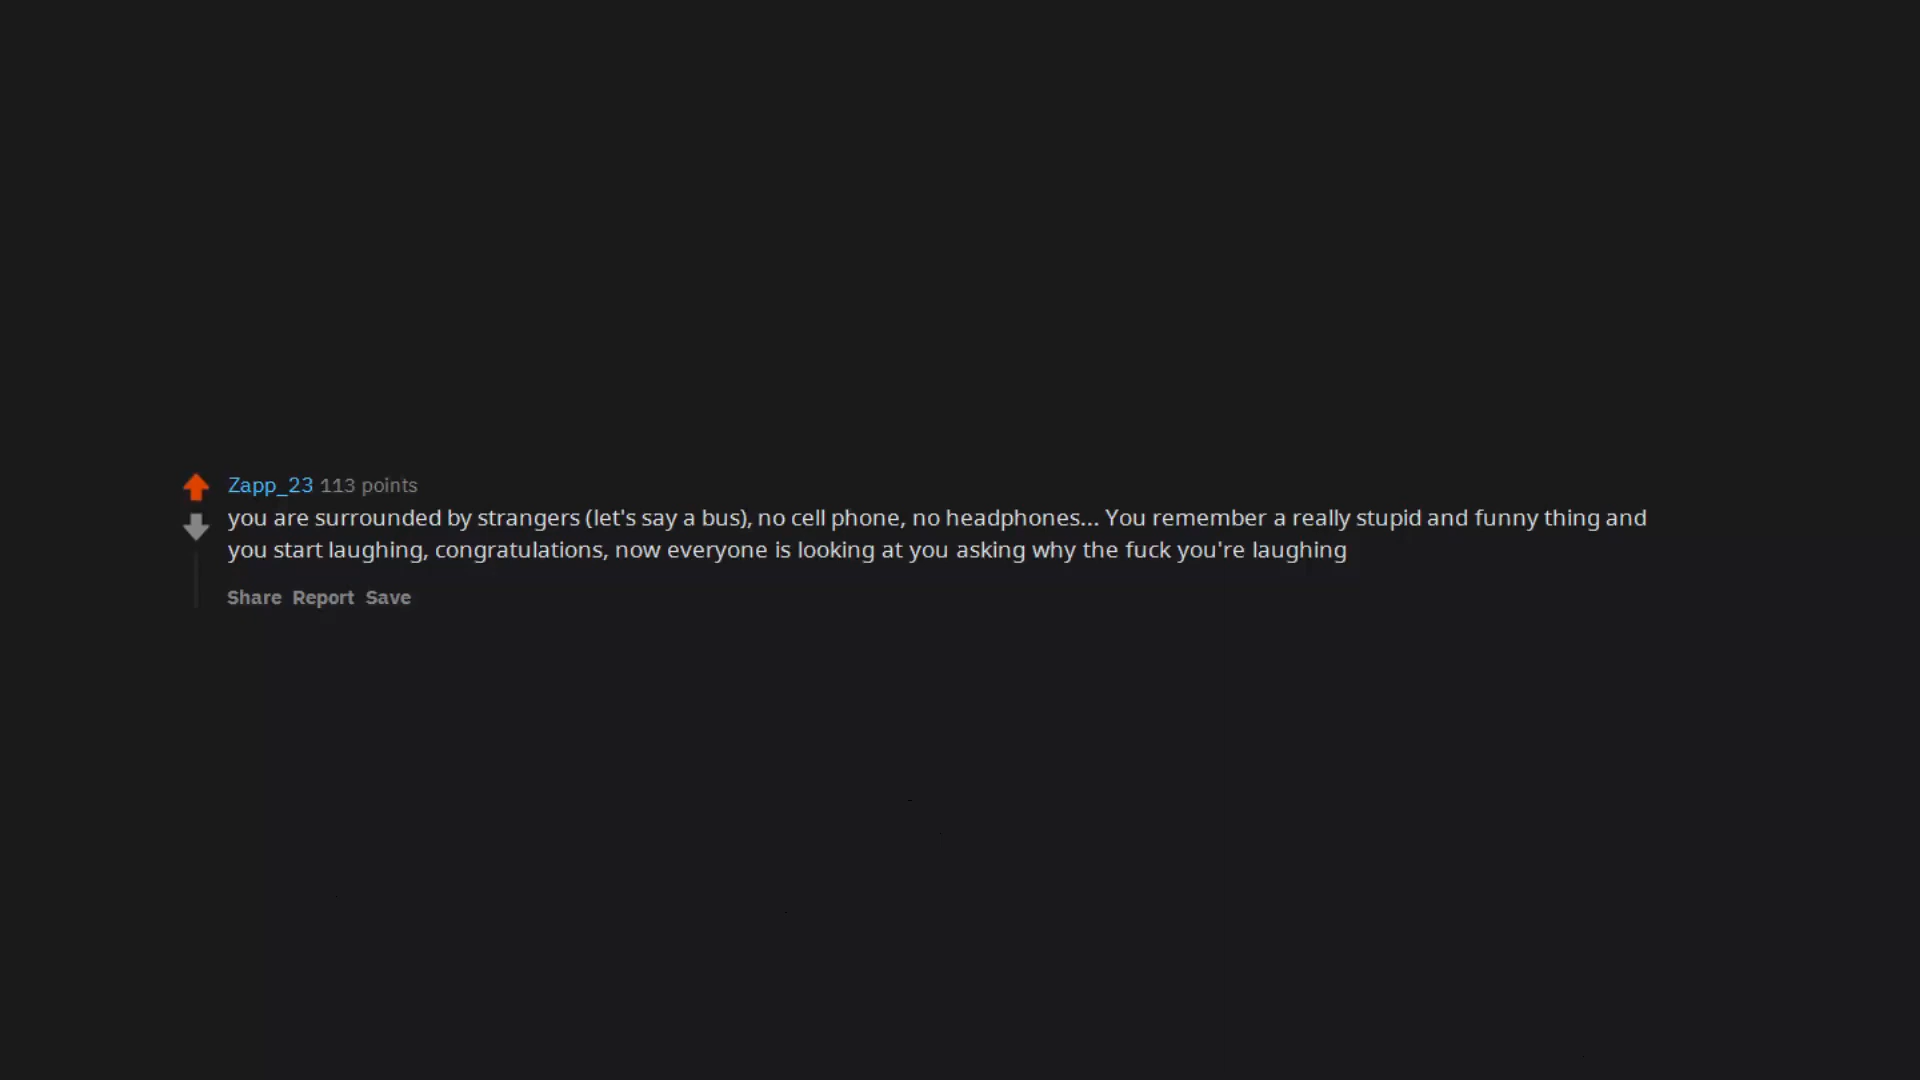 Zapp_23 113 points
you are surrounded by strangers (let's say a bus), no cell phone, no headphones... You remember a really stupid and funny thing and
you start laughing, congratulations, now everyone is looking at you asking why the fuck you're laughing
Share Report Save